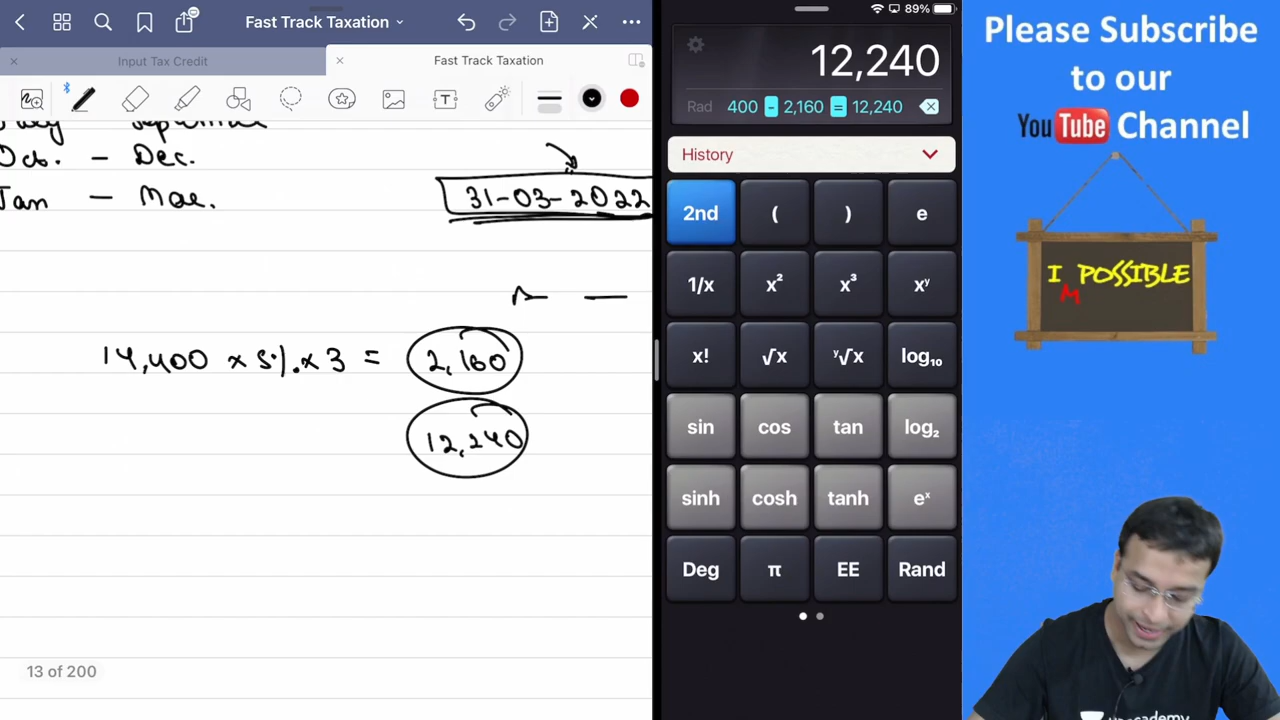 Fast Track Taxation
89%
Input Tax Credit
Fast Track Taxation
Oct. - Dec.
Jan - Mar.
31-03-2022
14,400 x 5%. x 3 = 2,160
12,240
13 of 200
12,240
Rad 400 - 2,160 = 12,240
History
2nd ( ) e
1/x x² x³ xʸ
x! √x ʸ√x log₁₀
sin cos tan log₂
sinh cosh tanh eˣ
Deg π EE Rand
Please Subscribe
to our
YouTube Channel
I M POSSIBLE